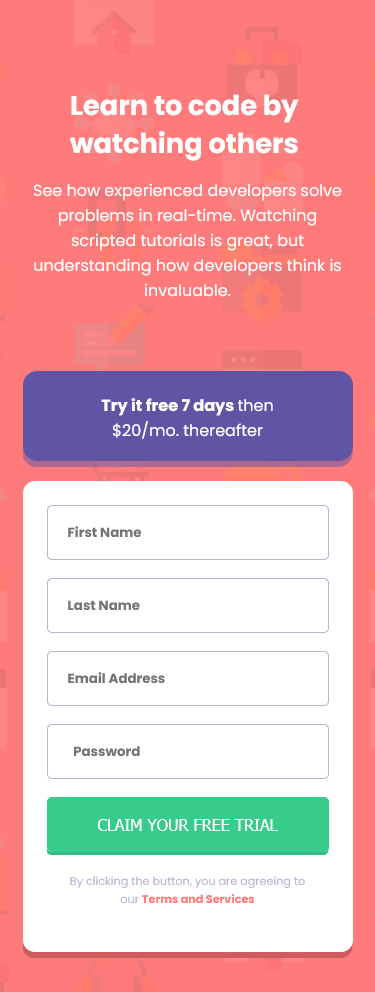 Learn to code by
watching others
See how experienced developers solve
problems in real-time. Watching
scripted tutorials is great, but
understanding how developers think is
invaluable.
Try it free 7 days then
$20/mo. thereafter
First Name
Last Name
Email Address
Password
CLAIM YOUR FREE TRIAL
By clicking the button, you are agreeing to
our Terms and Services